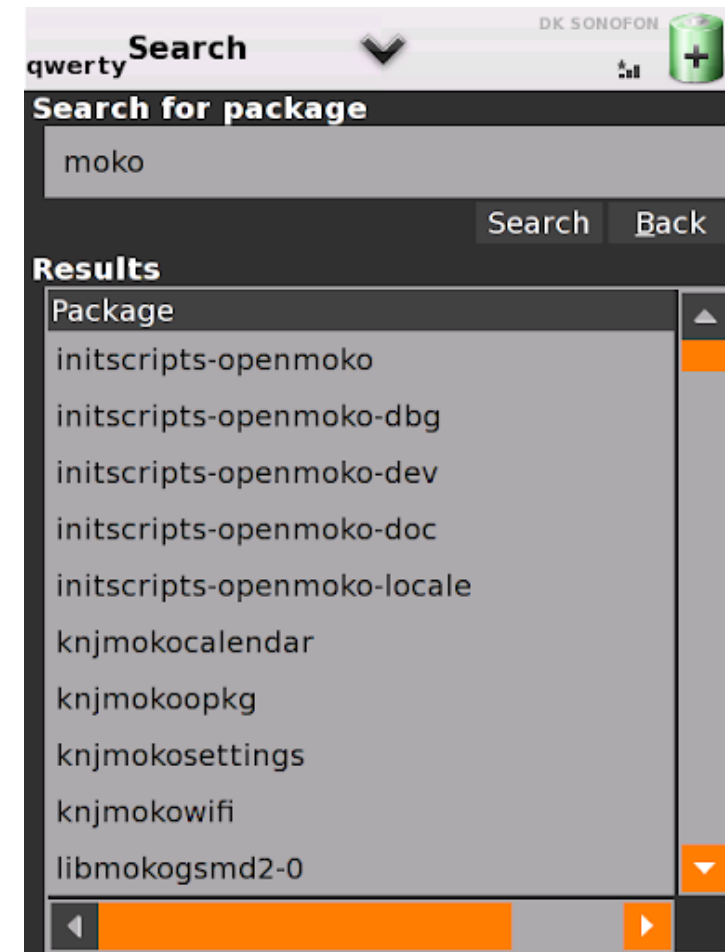 DK SONOFON
qwerty Search
Search for package
moko
Search Back
Results
Package
initscripts-openmoko
initscripts-openmoko-dbg
initscripts-openmoko-dev
initscripts-openmoko-doc
initscripts-openmoko-locale
knjmokocalendar
knjmokoopkg
knjmokosettings
knjmokowifi
libmokogsmd2-0